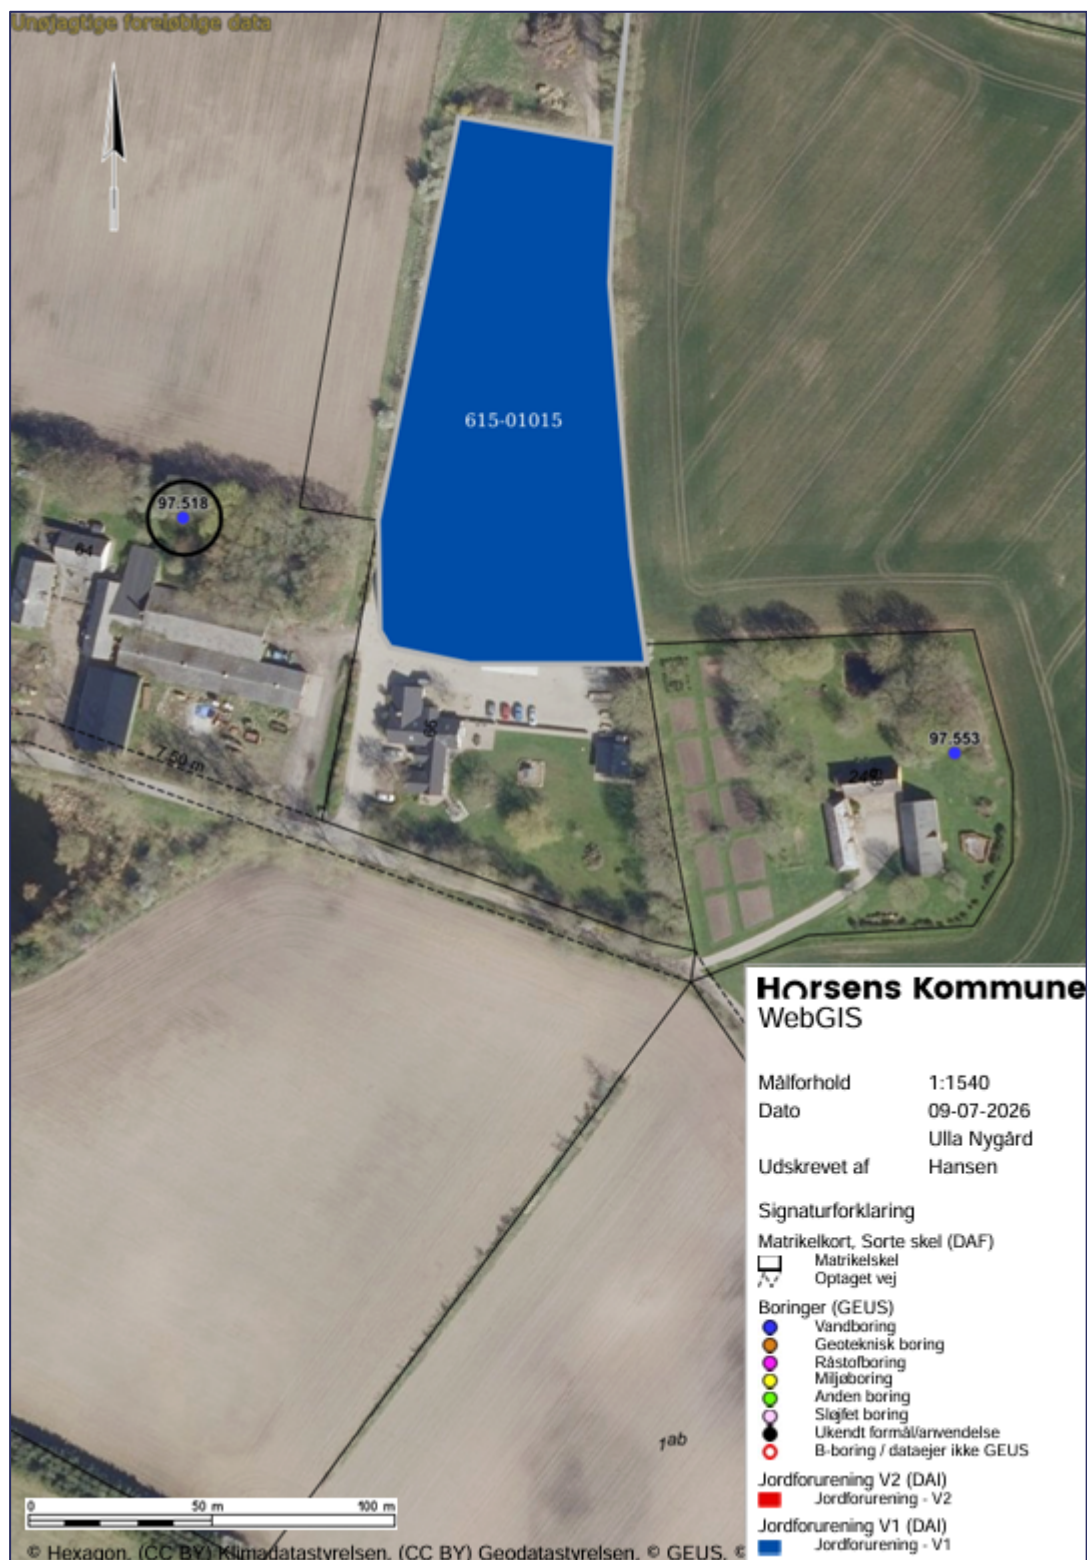 Unøjagtige foreløbige data
615-01015
97.518
64
7.50 m
97.553
Horsens Kommune
WebGIS
Målforhold 1:1540
Dato 09-07-2026
Ulla Nygård
Udskrevet af Hansen
Signaturforklaring
Matrikelkort, Sorte skel (DAF)
Matrikelskel
Optaget vej
Boringer (GEUS)
Vandboring
Geoteknisk boring
Råstofboring
Miljøboring
Anden boring
Sløjfet boring
Ukendt formål/anvendelse
B-boring / dataejer ikke GEUS
Jordforurening V2 (DAI)
Jordforurening - V2
Jordforurening V1 (DAI)
Jordforurening - V1
1ab
0 50 m 100 m
© Hexagon, (CC BY) Klimadatastyrelsen, (CC BY) Geodatastyrelsen, © GEUS, ©